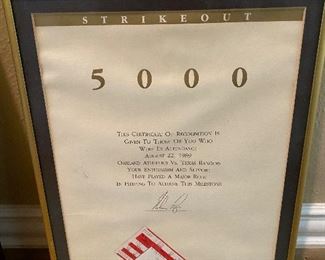 STRIKEOUT
5000
THIS CERTIFICATE OF RECOGNITION IS
GIVEN TO THOSE OF YOU WHO
WERE IN ATTENDANCE
AUGUST 22, 1989
OAKLAND ATHLETICS VS. TEXAS RANGERS
YOUR ENTHUSIASM AND SUPPORT
HAVE PLAYED A MAJOR ROLE
IN HELPING TO ACHIEVE THIS MILESTONE